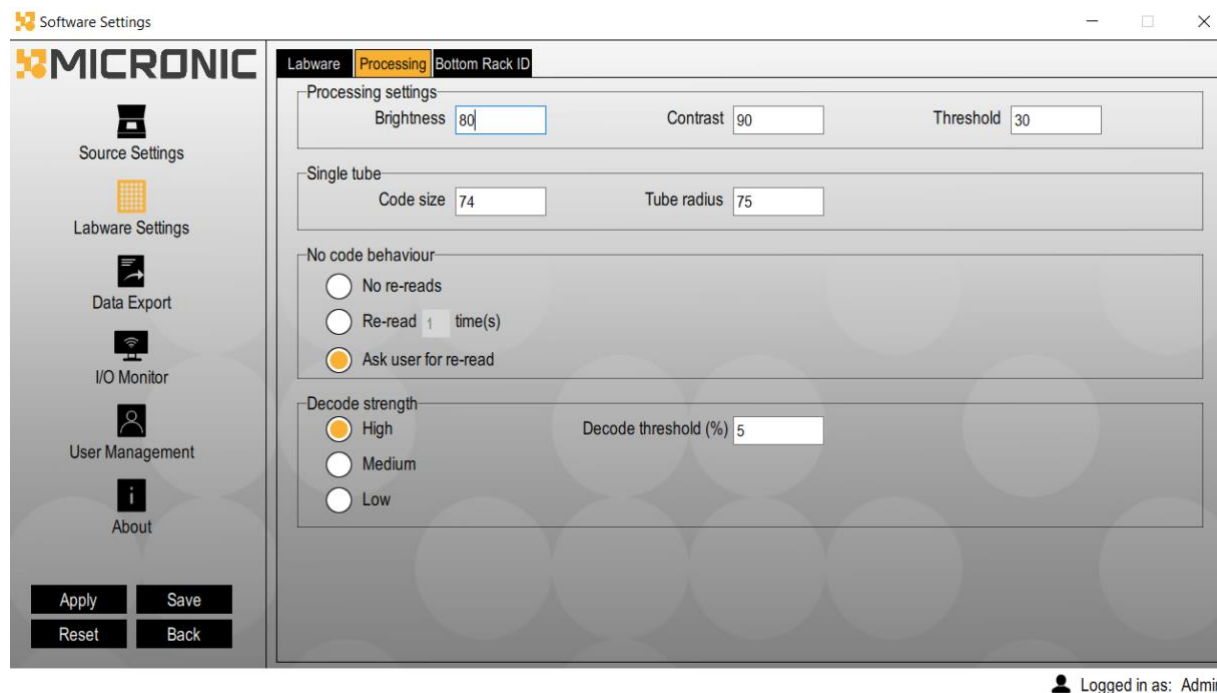 Software Settings
MICRONIC
Source Settings
Labware Settings
Data Export
I/O Monitor
User Management
i
About
Apply Save
Reset Back
Labware Processing Bottom Rack ID
Processing settings
Brightness 80 Contrast 90 Threshold 30
Single tube
Code size 74 Tube radius 75
No code behaviour
No re-reads
Re-read 1 time(s)
Ask user for re-read
Decode strength
High Decode threshold (%) 5
Medium
Low
Logged in as: Admin